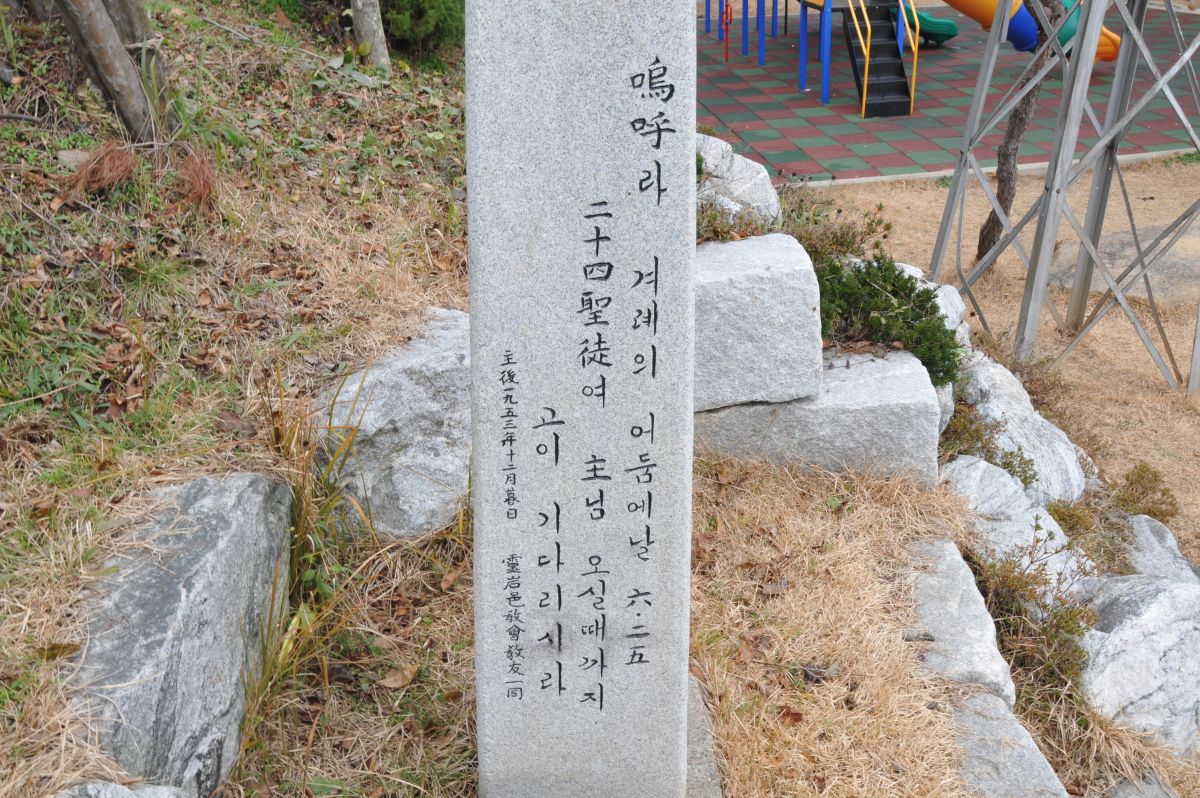 嗚呼라 겨레의 어둠에날 六·二五
二十四聖徒여 主님 오실때까지
고이 기다리시라
主後一九五三年十二月暮日 靈岩邑敎會敎友一同